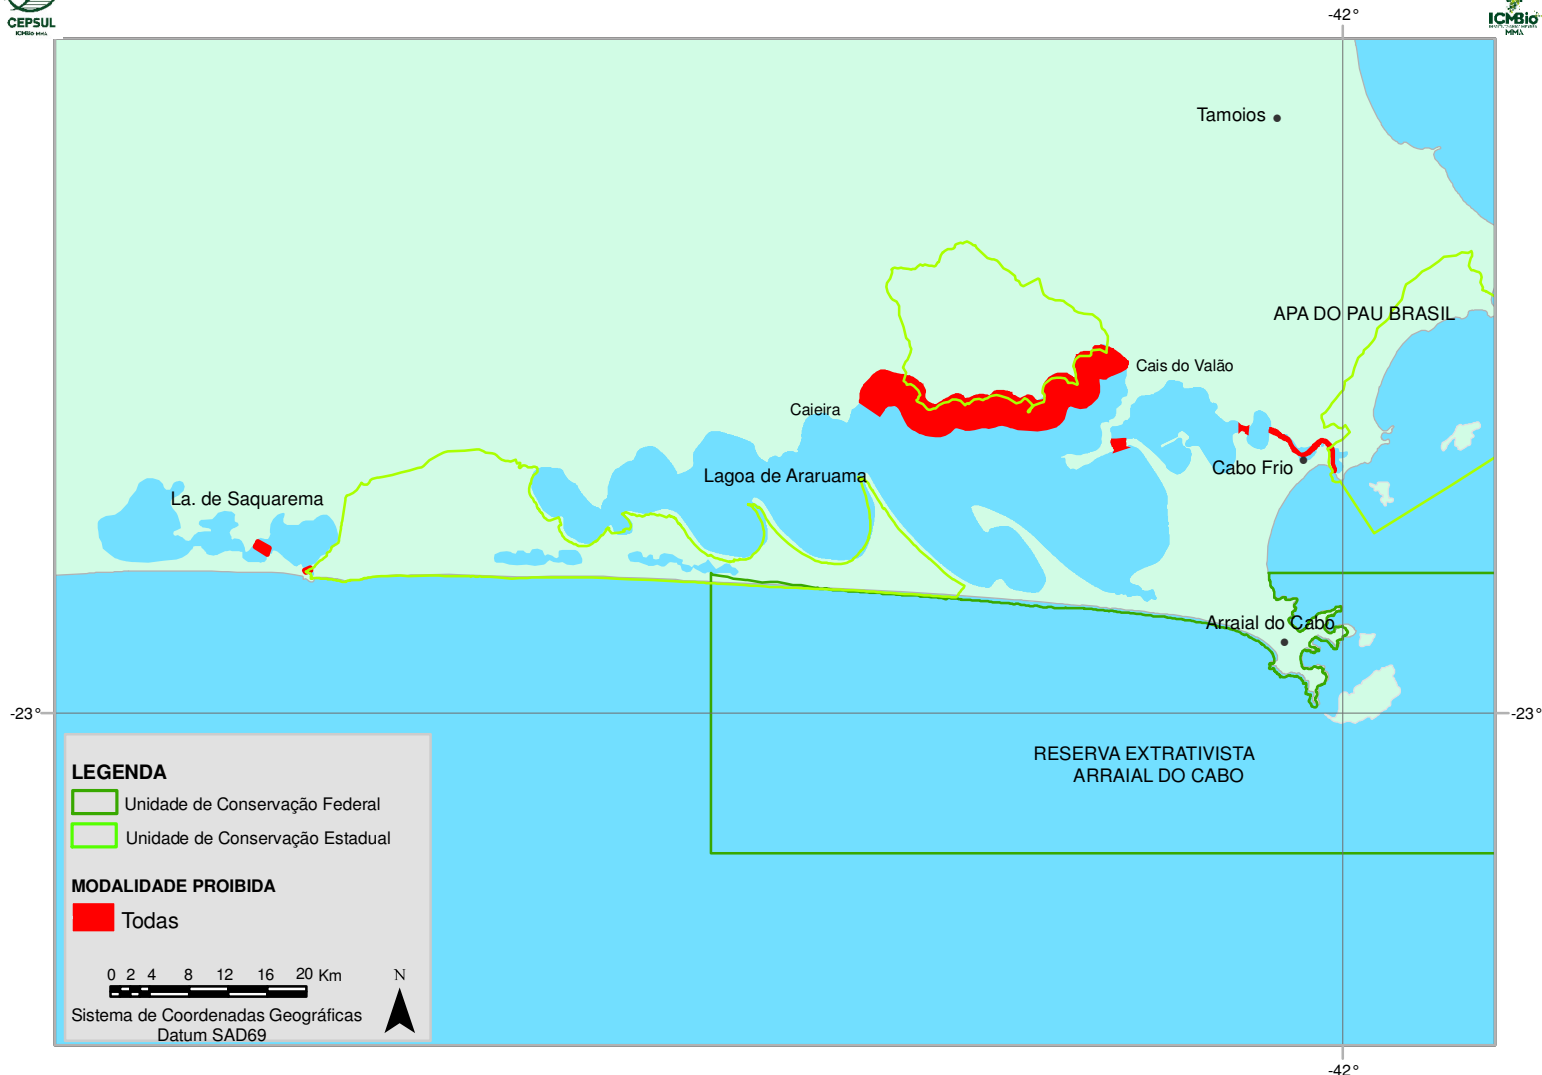 CEPSUL
ICMBio MMA
-42°
ICMBio
MMA
Tamoios
APA DO PAU BRASIL
Cais do Valão
Caieira
Cabo Frio
Lagoa de Araruama
La. de Saquarema
Arraial do Cabo
-23°
-23°
RESERVA EXTRATIVISTA
ARRAIAL DO CABO
LEGENDA
Unidade de Conservação Federal
Unidade de Conservação Estadual
MODALIDADE PROIBIDA
Todas
0 2 4 8 12 16 20 Km
N
Sistema de Coordenadas Geográficas
Datum SAD69
-42°